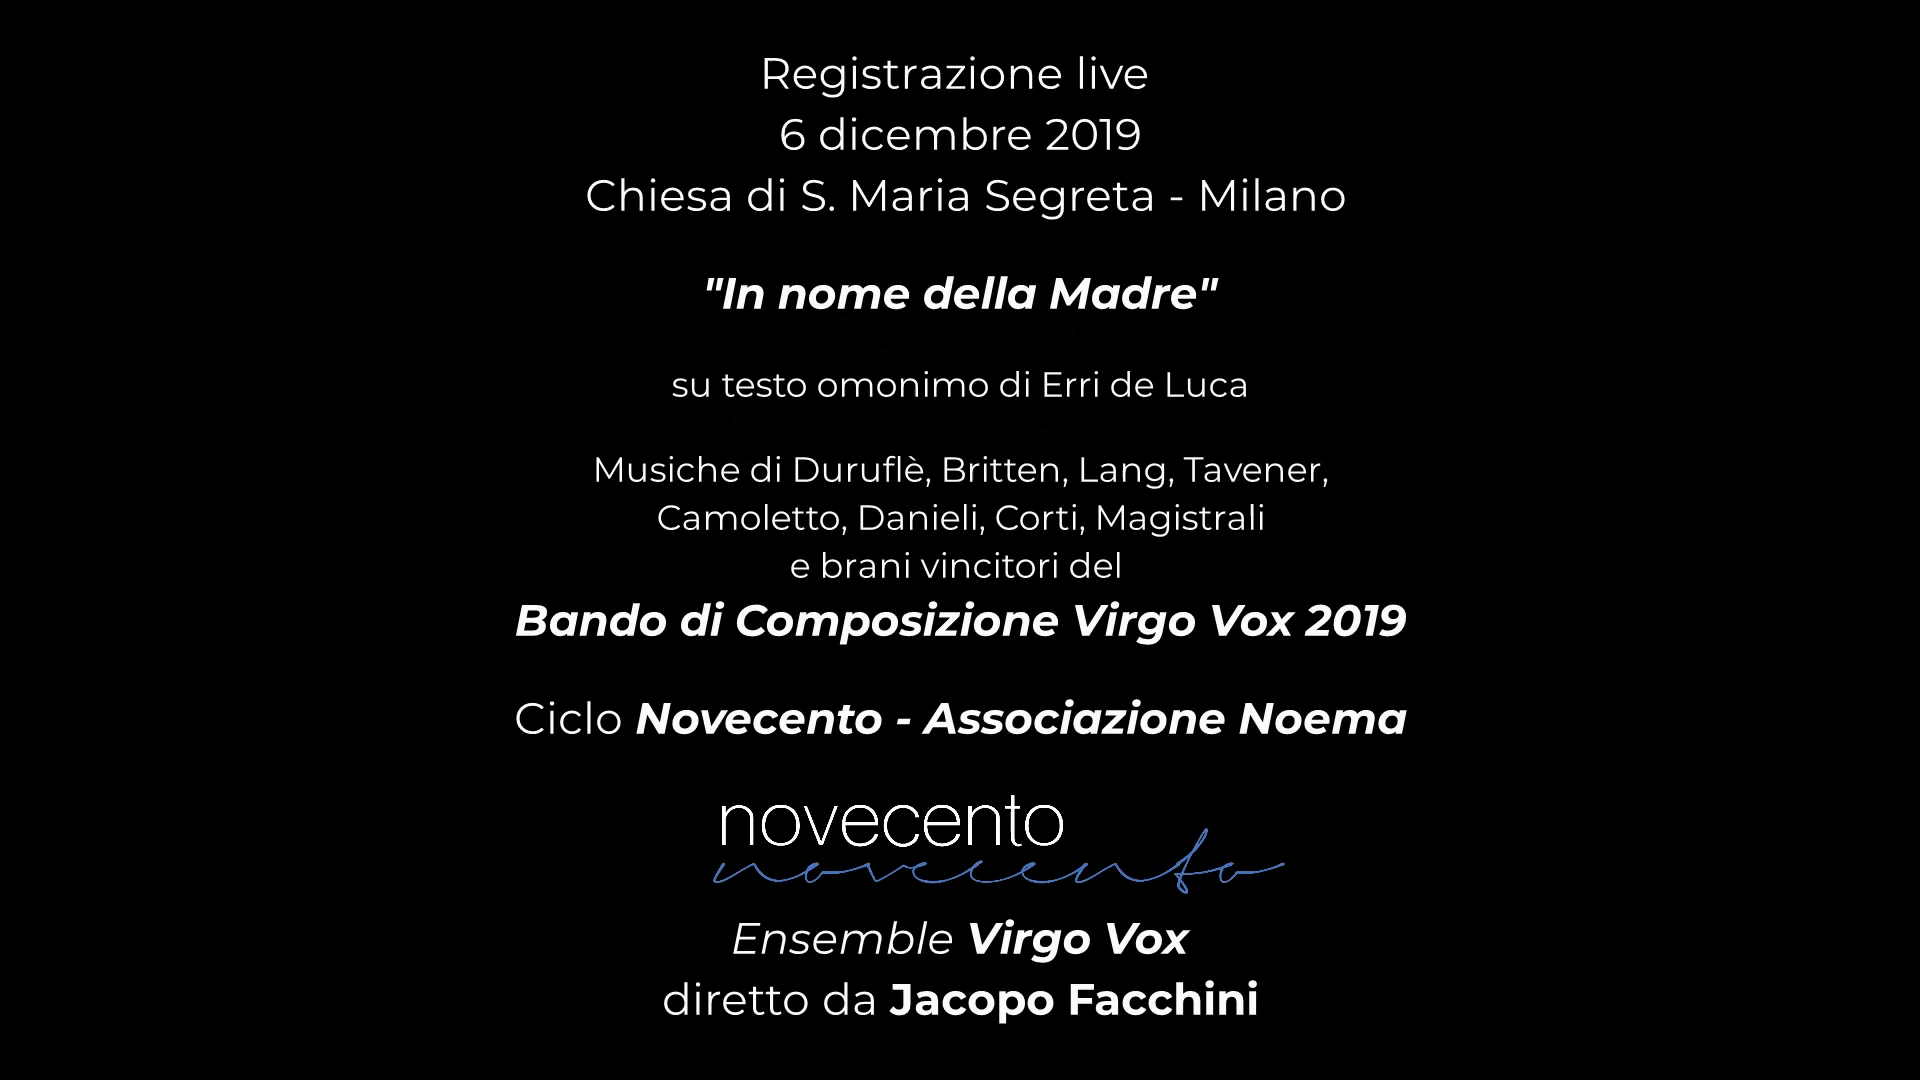 Registrazione live
6 dicembre 2019
Chiesa di S. Maria Segreta - Milano
"In nome della Madre"
su testo omonimo di Erri de Luca
Musiche di Duruflè, Britten, Lang, Tavener,
Camoletto, Danieli, Corti, Magistrali
e brani vincitori del
Bando di Composizione Virgo Vox 2019
Ciclo Novecento - Associazione Noema
novecento
novecento
Ensemble Virgo Vox
diretto da Jacopo Facchini